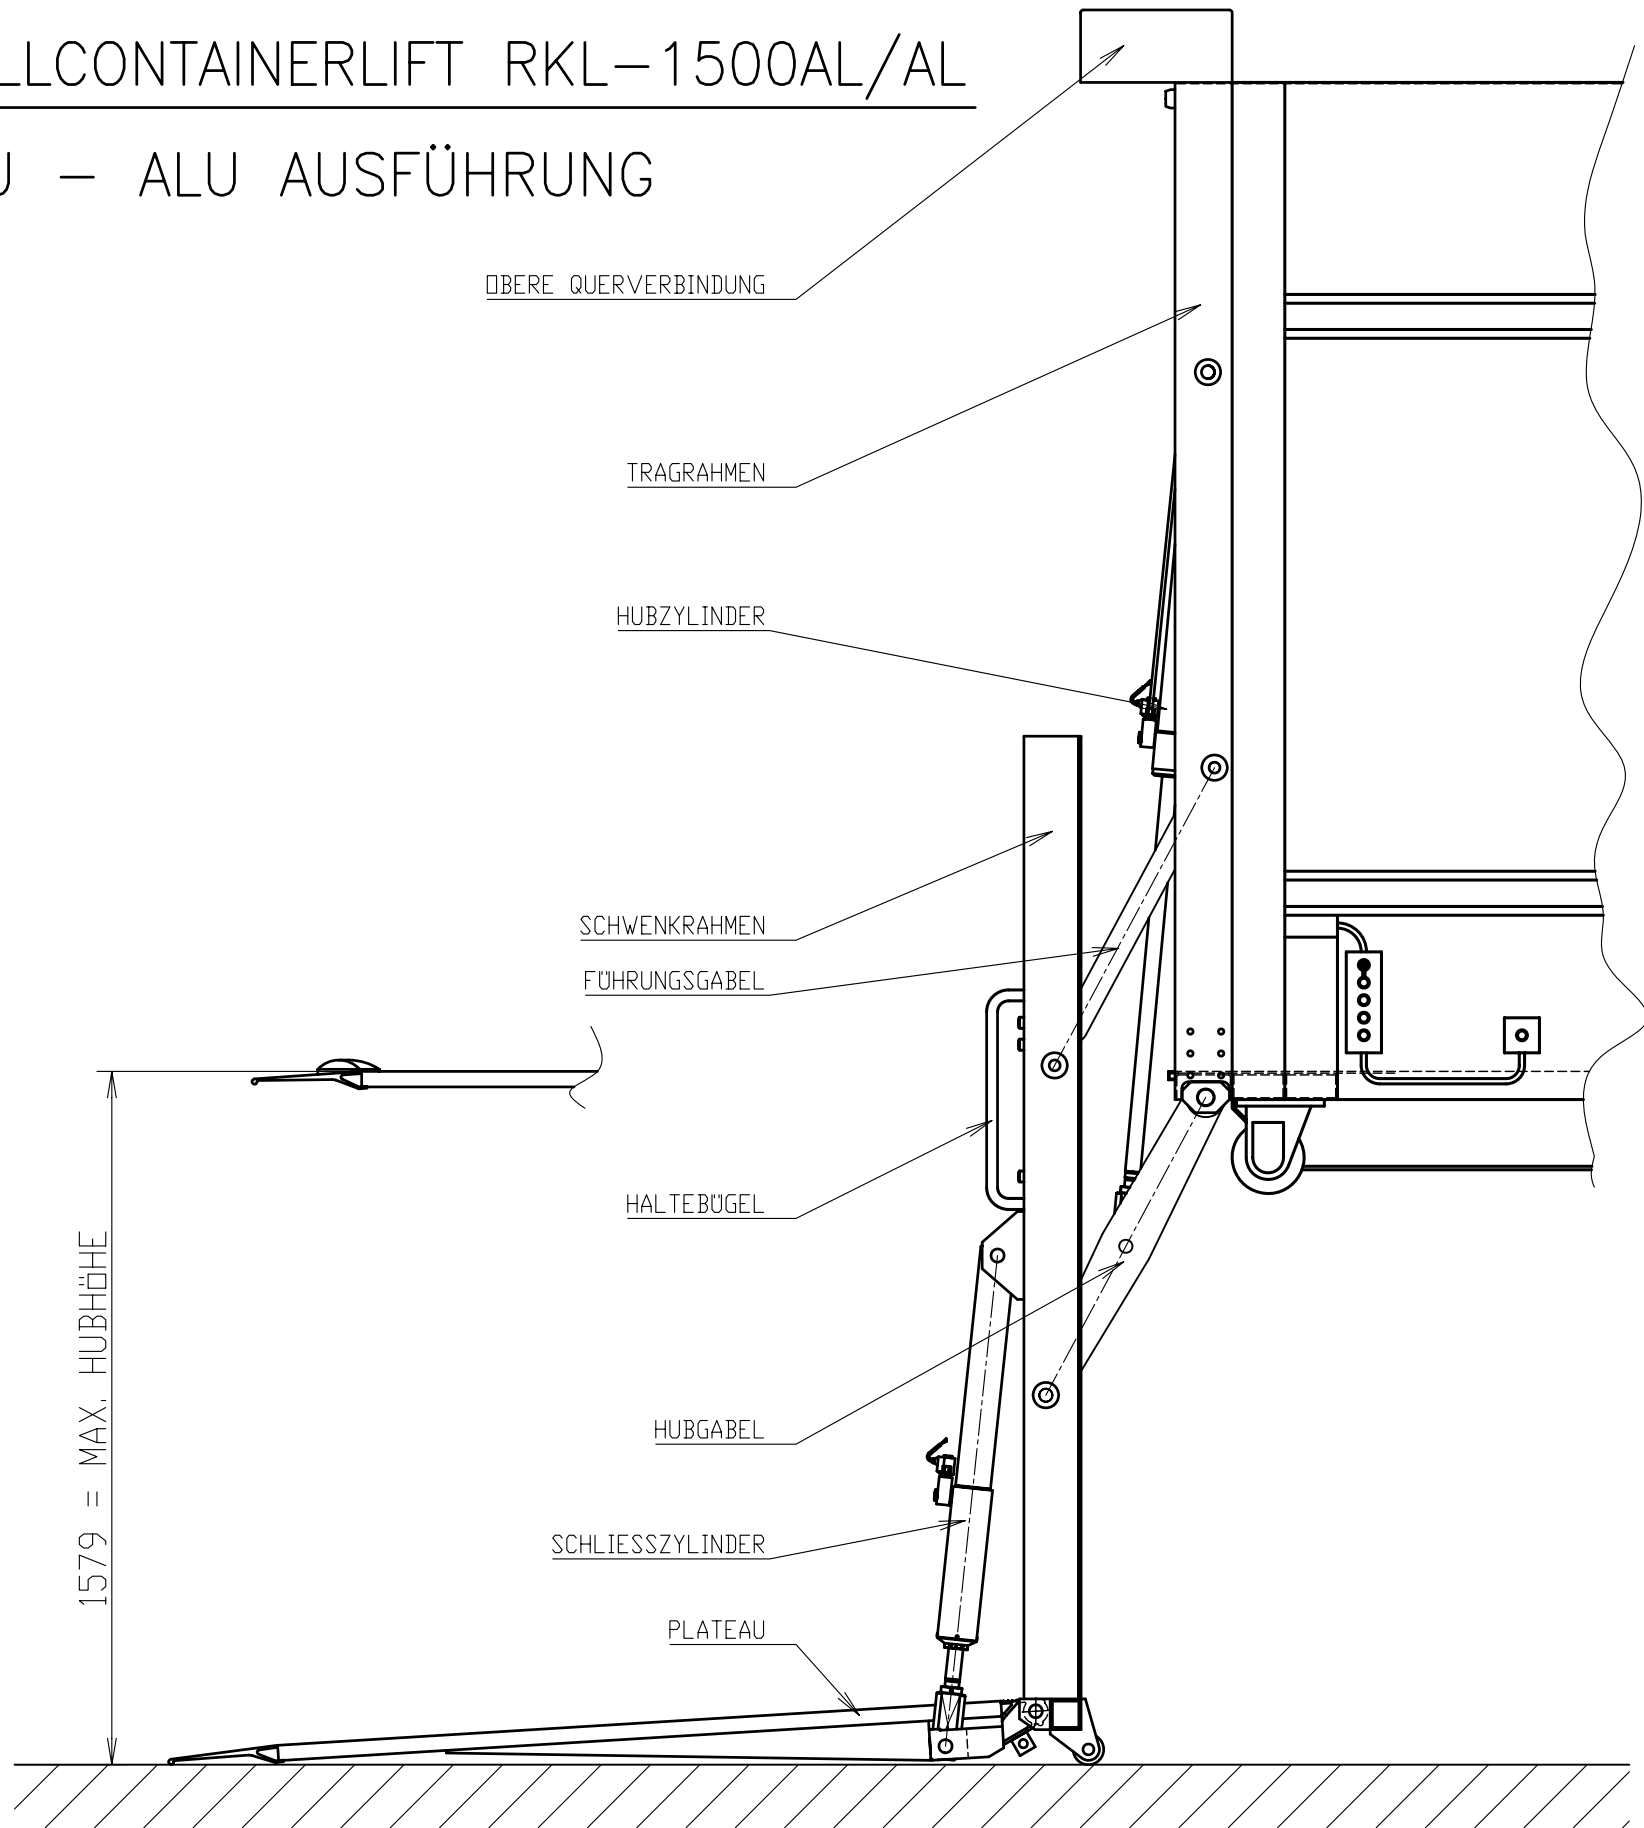 LLCONTAINERLIFT RKL-1500AL/AL
U - ALU AUSFÜHRUNG
OBERE QUERVERBINDUNG
TRAGRAHMEN
HUBZYLINDER
SCHWENKRAHMEN
FÜHRUNGSGABEL
HALTEBÜGEL
1579 = MAX. HUBHÖHE
HUBGABEL
SCHLIESSZYLINDER
PLATEAU